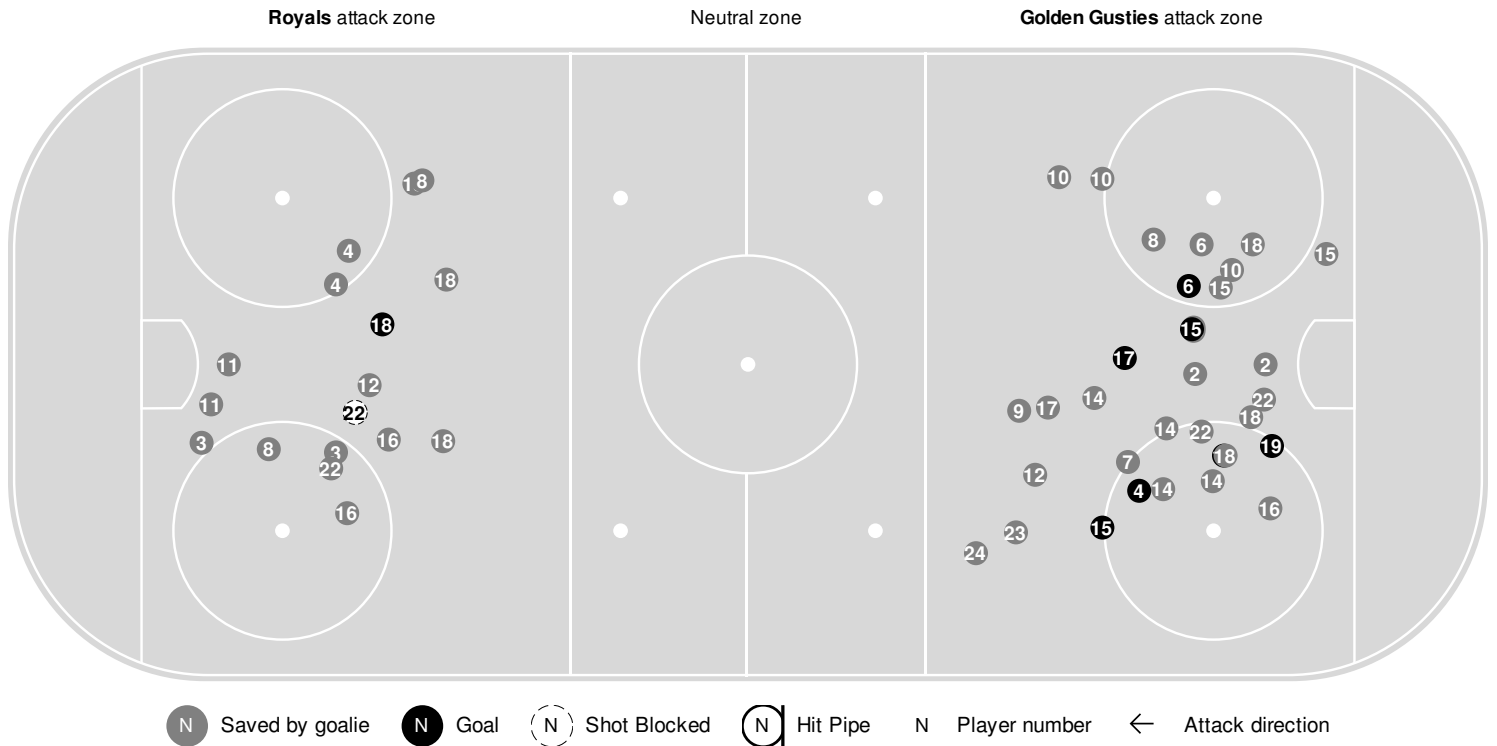 Royals attack zone Neutral zone Golden Gusties attack zone
10 10
8
8 6 18
4 15
18 10
4 6 15
18 15
17
11 2 2
12 14 22
11 22 9 17 18
16 18 14 22 19
3 8 3 7 18
22 12 14
4 14
16 16
15
23
24
N Saved by goalie N Goal N Shot Blocked N Hit Pipe N Player number Attack direction